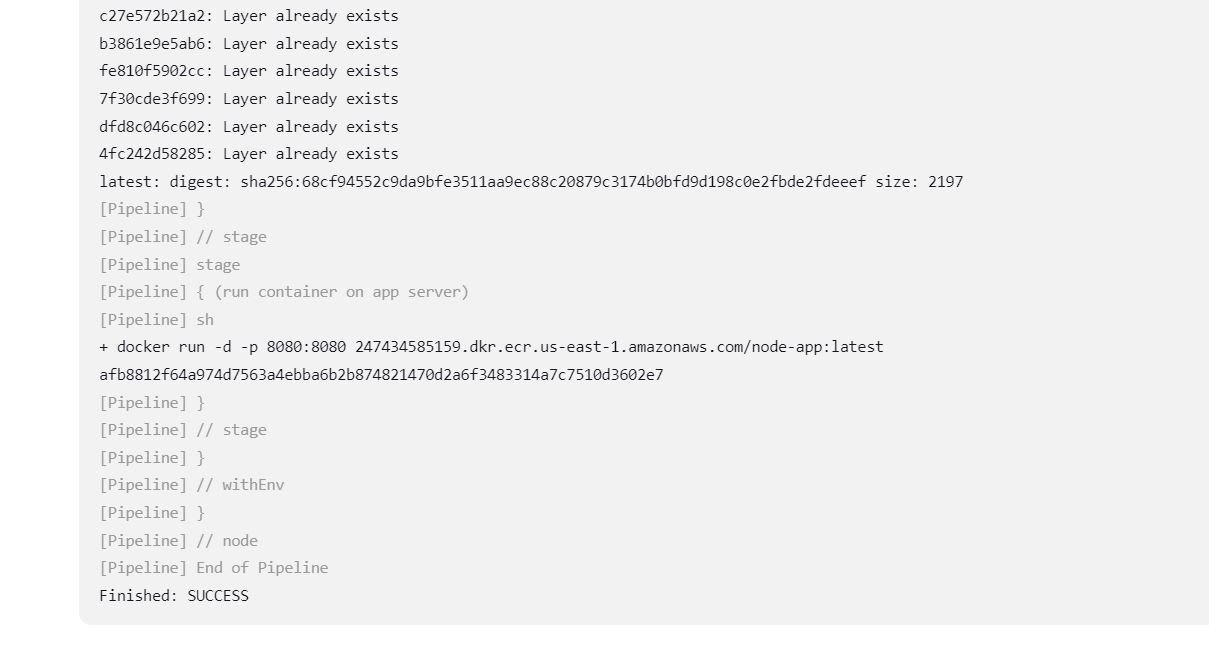 c27e572b21a2: Layer already exists
b3861e9e5ab6: Layer already exists
fe810f5902cc: Layer already exists
7f30cde3f699: Layer already exists
dfd8c046c602: Layer already exists
4fc242d58285: Layer already exists
latest: digest: sha256:68cf94552c9da9bfe3511aa9ec88c20879c3174b0bfd9d198c0e2fbde2fdeeef size: 2197
[Pipeline] }
[Pipeline] // stage
[Pipeline] stage
[Pipeline] { (run container on app server)
[Pipeline] sh
+ docker run -d -p 8080:8080 247434585159.dkr.ecr.us-east-1.amazonaws.com/node-app:latest
afb8812f64a974d7563a4ebba6b2b874821470d2a6f3483314a7c7510d3602e7
[Pipeline] }
[Pipeline] // stage
[Pipeline] }
[Pipeline] // withEnv
[Pipeline] }
[Pipeline] // node
[Pipeline] End of Pipeline
Finished: SUCCESS